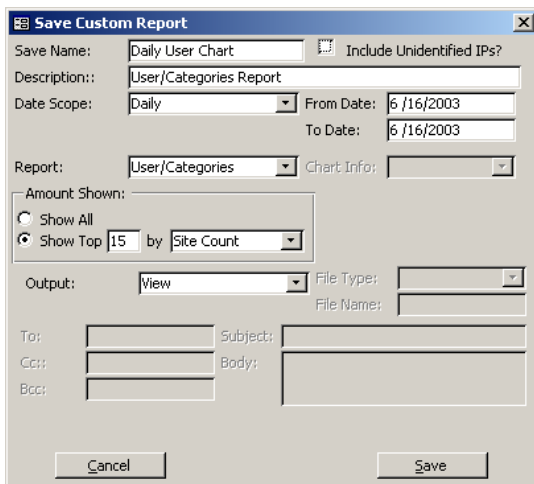 Save Custom Report
Save Name: Daily User Chart Include Unidentified IPs?
Description:: User/Categories Report
Date Scope: Daily From Date: 6 /16/2003
To Date: 6 /16/2003
Report: User/Categories Chart Info:
Amount Shown:
Show All
Show Top 15 by Site Count
Output: View File Type:
File Name:
To: Subject:
Cc:: Body:
Bcc:
Cancel Save